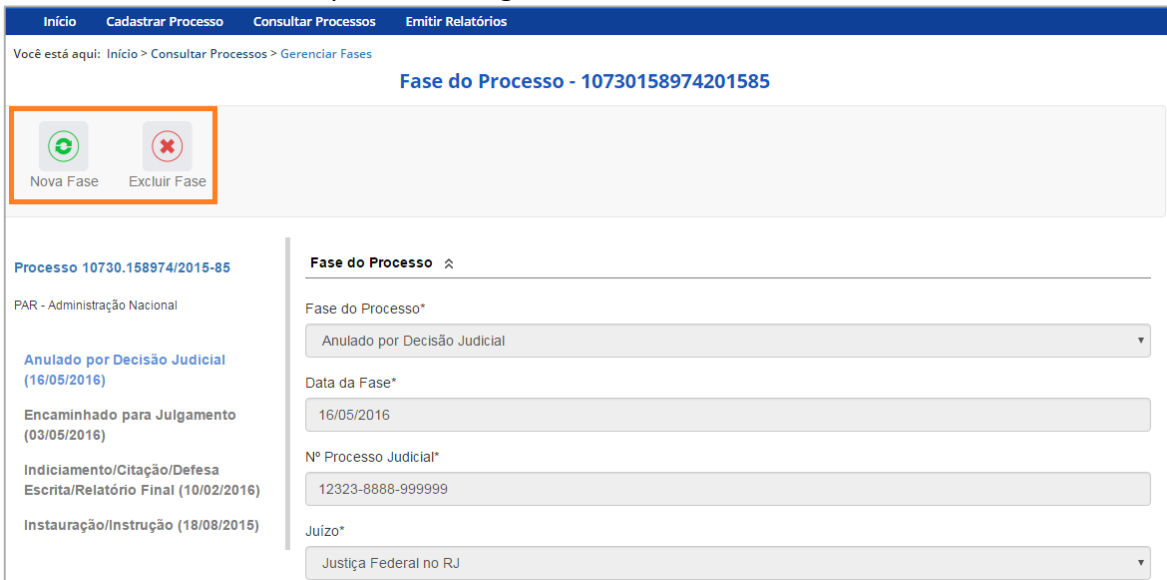 Início Cadastrar Processo Consultar Processos Emitir Relatórios
Você está aqui: Início > Consultar Processos > Gerenciar Fases
Fase do Processo - 10730158974201585
Nova Fase Excluir Fase
Processo 10730.158974/2015-85
PAR - Administração Nacional
Anulado por Decisão Judicial
(16/05/2016)
Encaminhado para Julgamento
(03/05/2016)
Indiciamento/Citação/Defesa
Escrita/Relatório Final (10/02/2016)
Instauração/Instrução (18/08/2015)
Fase do Processo
Fase do Processo*
Anulado por Decisão Judicial
Data da Fase*
16/05/2016
Nº Processo Judicial*
12323-8888-999999
Juízo*
Justiça Federal no RJ